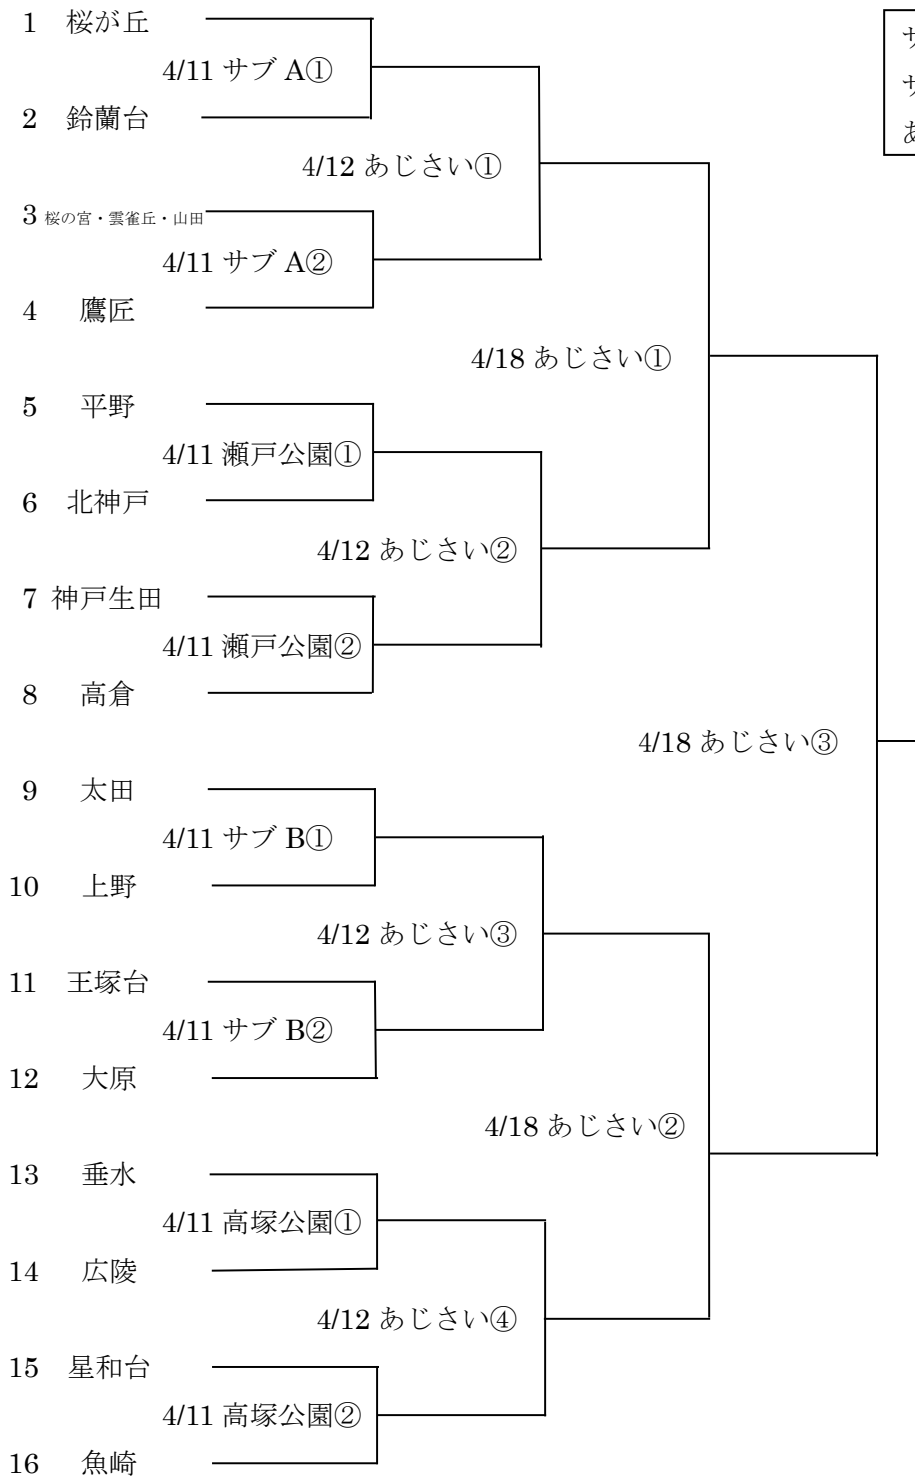 1 桜が丘
サ
4/11 サブ A①
サ
2 鈴蘭台
あ
4/12 あじさい①
3 桜の宮・雲雀丘・山田
4/11 サブ A②
4 鷹匠
4/18 あじさい①
5 平野
4/11 瀬戸公園①
6 北神戸
4/12 あじさい②
7 神戸生田
4/11 瀬戸公園②
8 高倉
4/18 あじさい③
9 太田
4/11 サブ B①
10 上野
4/12 あじさい③
11 王塚台
4/11 サブ B②
12 大原
4/18 あじさい②
13 垂水
4/11 高塚公園①
14 広陵
4/12 あじさい④
15 星和台
4/11 高塚公園②
16 魚崎